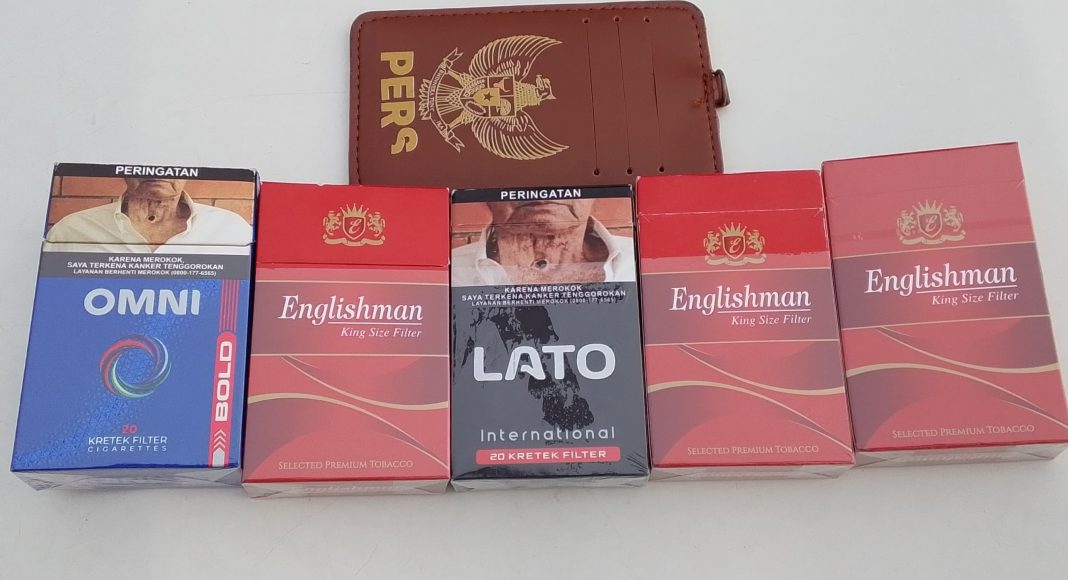 PERS
PERINGATAN
KARENA MEROKOK,
SAYA TERKENA KANKER TENGGOROKAN
LAYANAN BERHENTI MEROKOK (0800-177-6565)
OMNI
BOLD
20
KRETEK FILTER
CIGARETTES
E
Englishman
King Size Filter
SELECTED PREMIUM TOBACCO
PERINGATAN
KARENA MEROKOK
SAYA TERKENA KANKER TENGGOROKAN
LAYANAN BERHENTI MEROKOK (0800-177-6565)
LATO
International
20 KRETEK FILTER
E
Englishman
King Size Filter
SELECTED PREMIUM TOBACCO
E
Englishman
King Size Filter
SELECTED PREMIUM TOBACCO